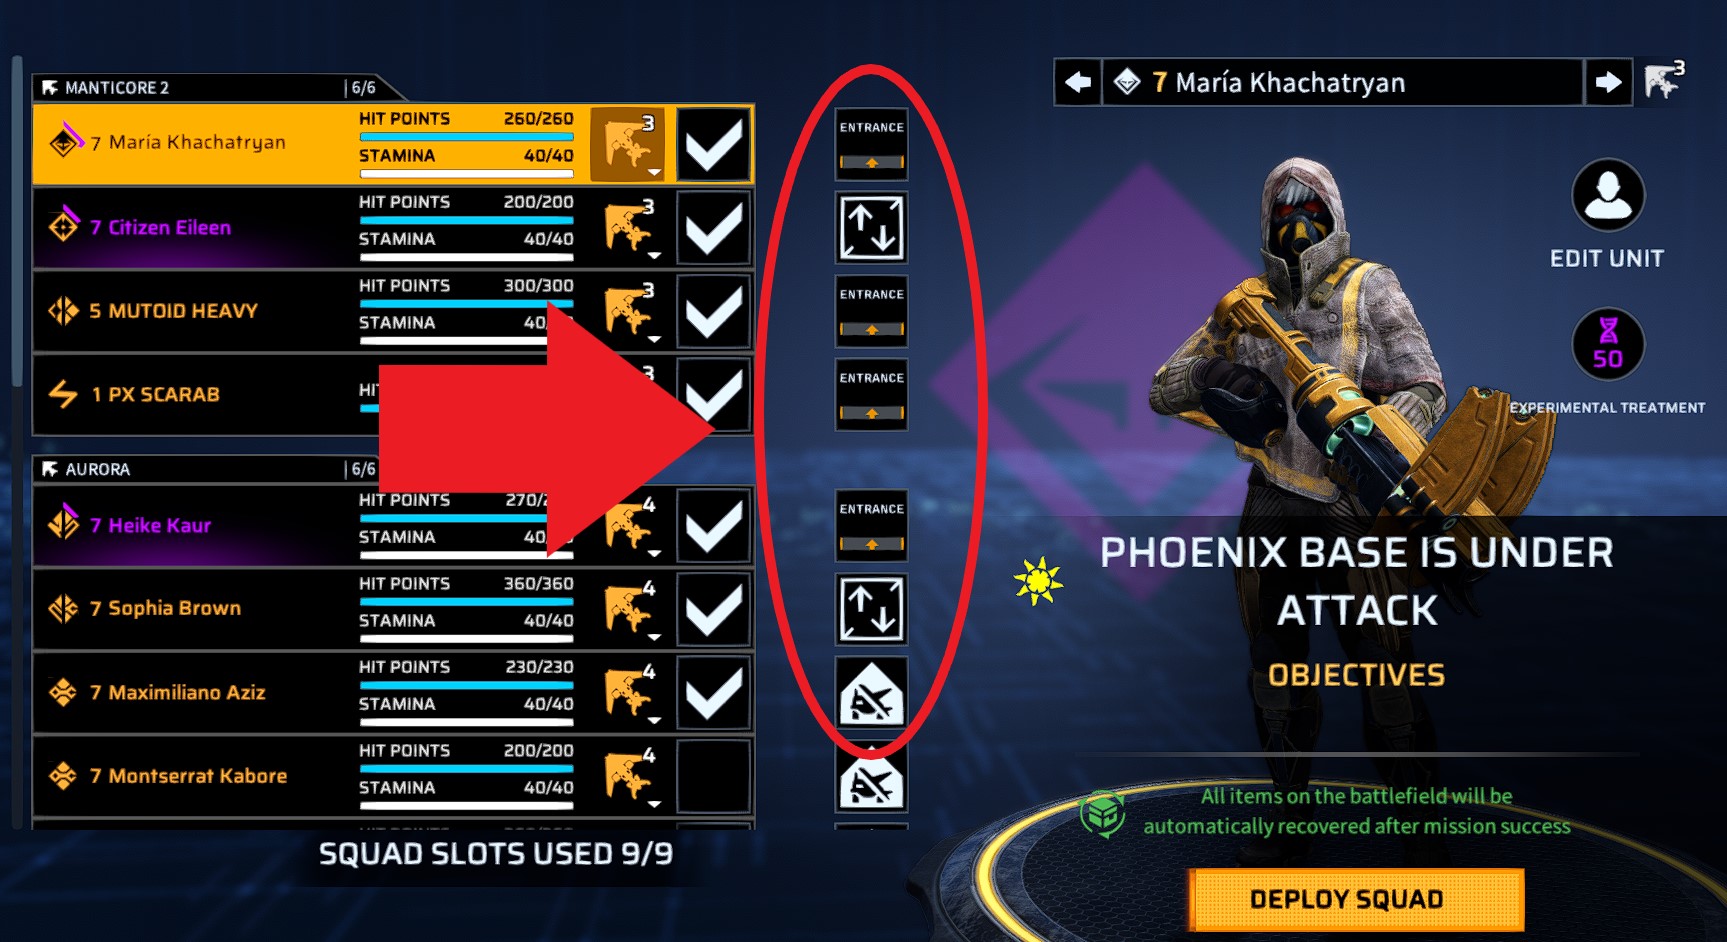 MANTICORE 2 6/6
7 María Khachatryan
HIT POINTS 260/260
STAMINA 40/40
3
ENTRANCE
7 Citizen Eileen
HIT POINTS 200/200
STAMINA 40/40
3
5 MUTOID HEAVY
HIT POINTS 300/300
STAMINA
3
ENTRANCE
1 PX SCARAB
3
ENTRANCE
AURORA 6/6
7 Heike Kaur
HIT POINTS
STAMINA
4
ENTRANCE
7 Sophia Brown
HIT POINTS 360/360
STAMINA 40/40
4
7 Maximiliano Aziz
HIT POINTS 230/230
STAMINA 40/40
4
7 Montserrat Kabore
HIT POINTS 200/200
STAMINA 40/40
4
SQUAD SLOTS USED 9/9
7 María Khachatryan
3
EDIT UNIT
50
EXPERIMENTAL TREATMENT
PHOENIX BASE IS UNDER
ATTACK
OBJECTIVES
All items on the battlefield will be
automatically recovered after mission success
DEPLOY SQUAD